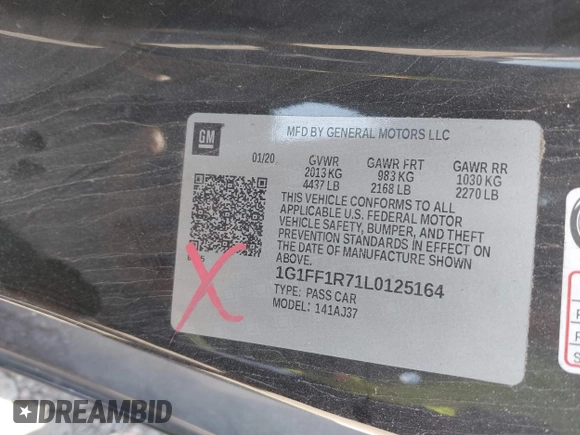 GM
MFD BY GENERAL MOTORS LLC
01/20 GVWR GAWR FRT GAWR RR
2013 KG 983 KG 1030 KG
4437 LB 2168 LB 2270 LB
THIS VEHICLE CONFORMS TO ALL
APPLICABLE U.S. FEDERAL MOTOR
VEHICLE SAFETY, BUMPER, AND THEFT
PREVENTION STANDARDS IN EFFECT ON
THE DATE OF MANUFACTURE SHOWN
ABOVE.
1G1FF1R71L0125164
TYPE: PASS CAR
MODEL: 141AJ37
X
DREAMBID